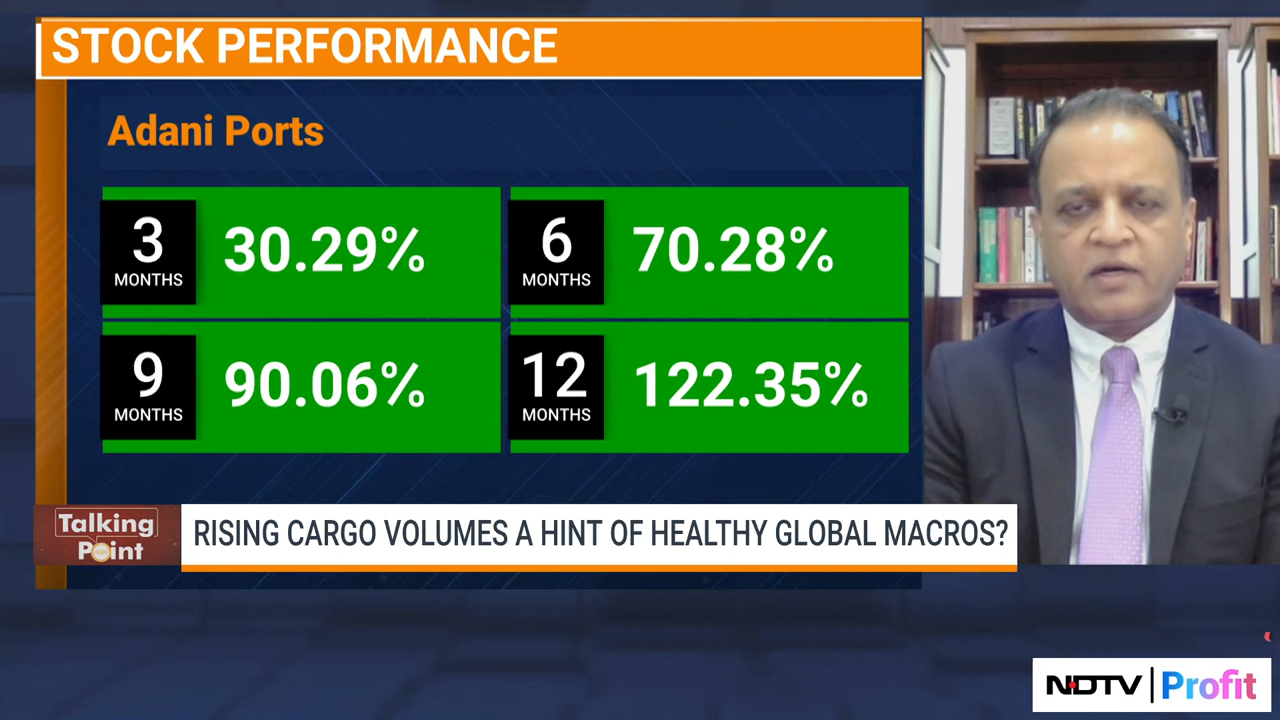 STOCK PERFORMANCE
Adani Ports
3
MONTHS
30.29%
6
MONTHS
70.28%
9
MONTHS
90.06%
12
MONTHS
122.35%
Talking
Point
RISING CARGO VOLUMES A HINT OF HEALTHY GLOBAL MACROS?
NDTV Profit